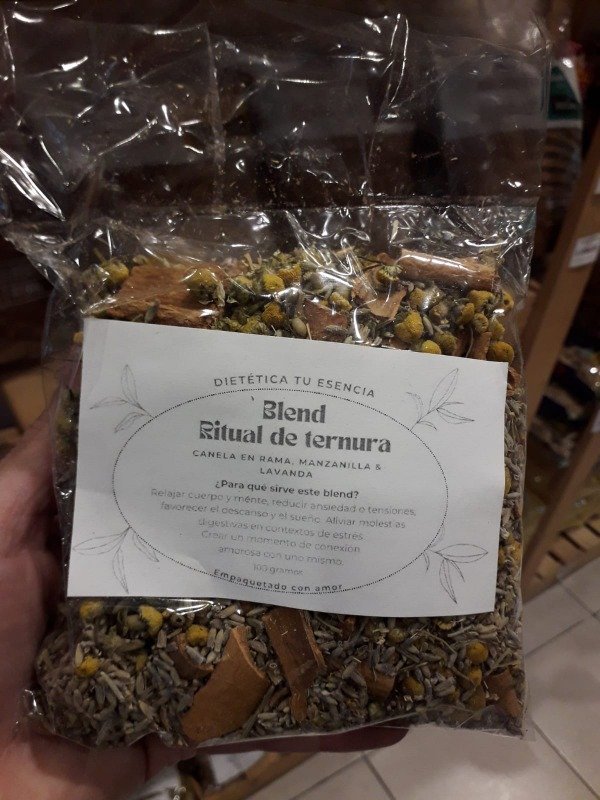 DIETÉTICA TU ESENCIA
Blend
Ritual de ternura
CANELA EN RAMA, MANZANILLA &
LAVANDA
¿Para qué sirve este blend?
Relajar cuerpo y mente, reducir ansiedad o tensiones,
favorecer el descanso y el sueño. Aliviar molestias
digestivas en contextos de estrés.
Crear un momento de conexión
amorosa con uno mismo.
100 gramos
Empaquetado con amor